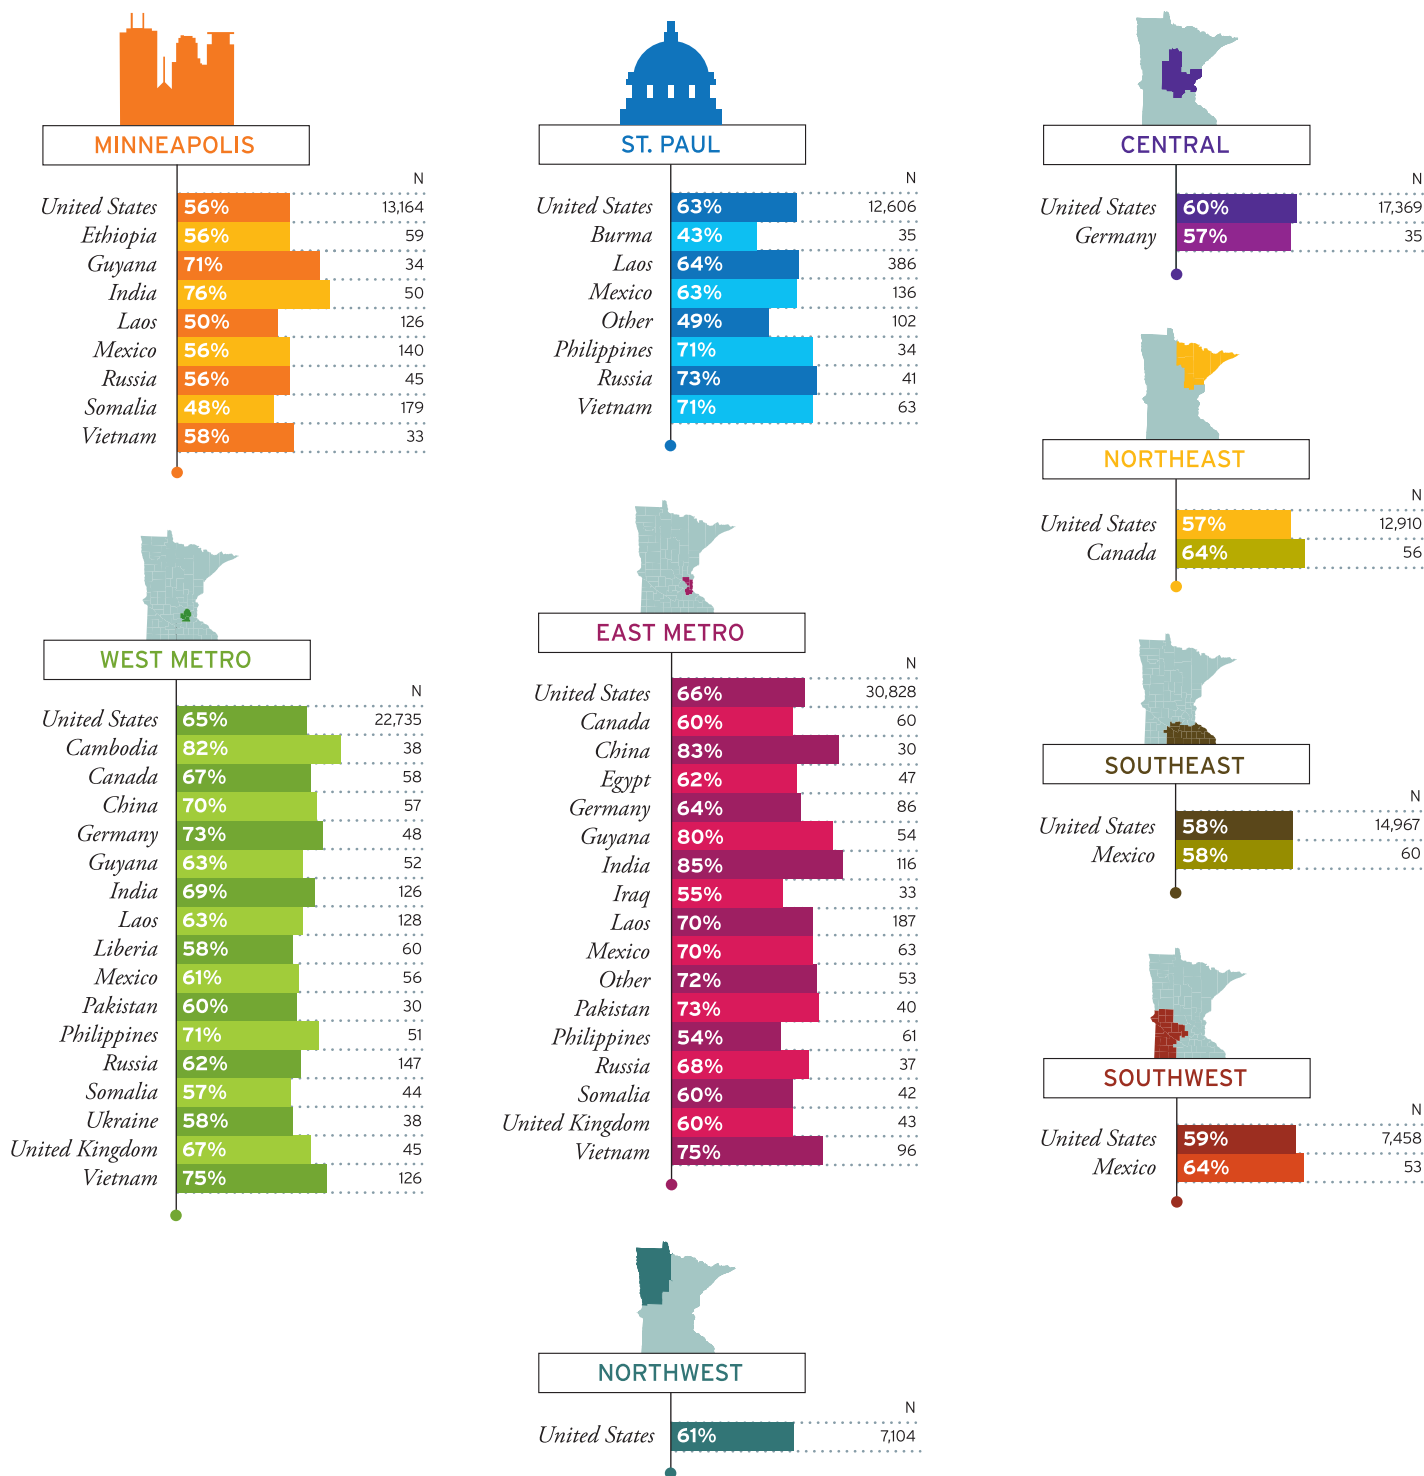 MINNEAPOLIS
N
United States 56% 13,164
Ethiopia 56% 59
Guyana 71% 34
India 76% 50
Laos 50% 126
Mexico 56% 140
Russia 56% 45
Somalia 48% 179
Vietnam 58% 33
ST. PAUL
N
United States 63% 12,606
Burma 43% 35
Laos 64% 386
Mexico 63% 136
Other 49% 102
Philippines 71% 34
Russia 73% 41
Vietnam 71% 63
CENTRAL
N
United States 60% 17,369
Germany 57% 35
NORTHEAST
N
United States 57% 12,910
Canada 64% 56
WEST METRO
N
United States 65% 22,735
Cambodia 82% 38
Canada 67% 58
China 70% 57
Germany 73% 48
Guyana 63% 52
India 69% 126
Laos 63% 128
Liberia 58% 60
Mexico 61% 56
Pakistan 60% 30
Philippines 71% 51
Russia 62% 147
Somalia 57% 44
Ukraine 58% 38
United Kingdom 67% 45
Vietnam 75% 126
EAST METRO
N
United States 66% 30,828
Canada 60% 60
China 83% 30
Egypt 62% 47
Germany 64% 86
Guyana 80% 54
India 85% 116
Iraq 55% 33
Laos 70% 187
Mexico 70% 63
Other 72% 53
Pakistan 73% 40
Philippines 54% 61
Russia 68% 37
Somalia 60% 42
United Kingdom 60% 43
Vietnam 75% 96
SOUTHEAST
N
United States 58% 14,967
Mexico 58% 60
SOUTHWEST
N
United States 59% 7,458
Mexico 64% 53
NORTHWEST
N
United States 61% 7,104